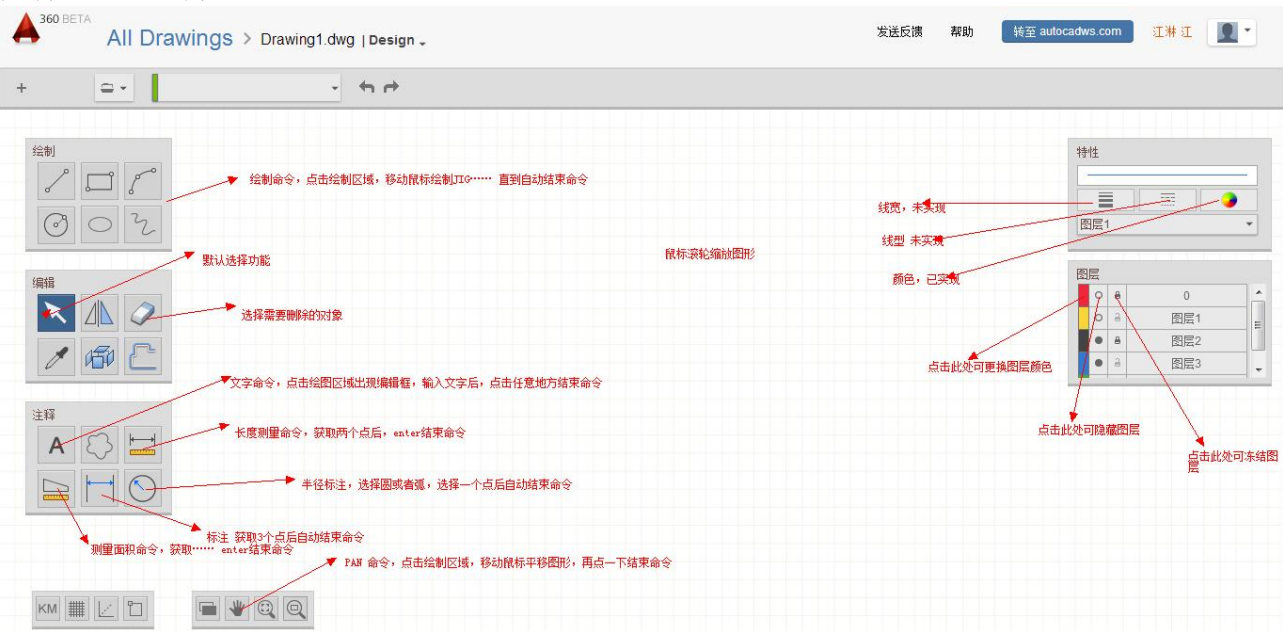 360 BETA
All Drawings > Drawing1.dwg | Design
发送反馈 帮助 转至 autocadws.com 江淋 江
绘制
绘制命令，点击绘制区域，移动鼠标绘制JIG…… 直到自动结束命令
默认选择功能
鼠标滚轮缩放图形
特性
线宽，未实现
图层1
线型 未实现
颜色，已实现
编辑
选择需要删除的对象
图层
0
图层1
图层2
图层3
点击此处可更换图层颜色
文字命令，点击绘图区域出现编辑框，输入文字后，点击任意地方结束命令
注释
A
长度测量命令，获取两个点后，enter结束命令
点击此处可隐藏图层
点击此处可冻结图
层
半径标注，选择圆或者弧，选择一个点后自动结束命令
标注 获取3个点后自动结束命令
测量面积命令，获取…… enter结束命令
PAN 命令，点击绘制区域，移动鼠标平移图形，再点一下结束命令
KM